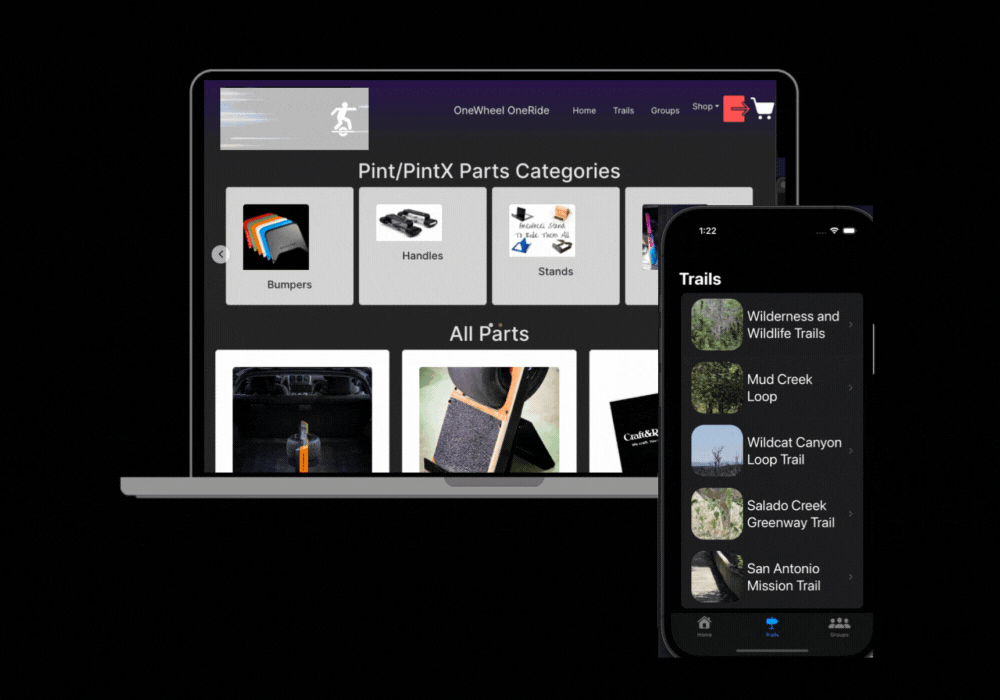 OneWheel OneRide
Home
Trails
Groups
Shop
Pint/PintX Parts Categories
Bumpers
Handles
OneWheel Stand
To Ride Them All
Stands
All Parts
Craft&R
1:22
Trails
Wilderness and
Wildlife Trails
Mud Creek
Loop
Wildcat Canyon
Loop Trail
Salado Creek
Greenway Trail
San Antonio
Mission Trail
Home
Trails
Groups